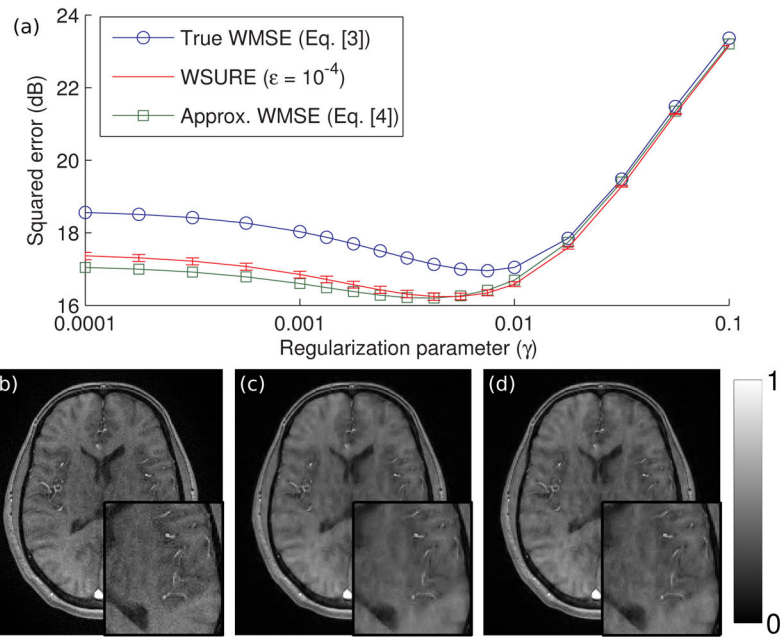 (a)
24
22
20
18
17
16
Squared error (dB)
True WMSE (Eq. [3])
WSURE (ε = 10⁻⁴)
Approx. WMSE (Eq. [4])
0.0001
0.001
0.01
0.1
Regularization parameter (γ)
b)
(c)
(d)
1
0